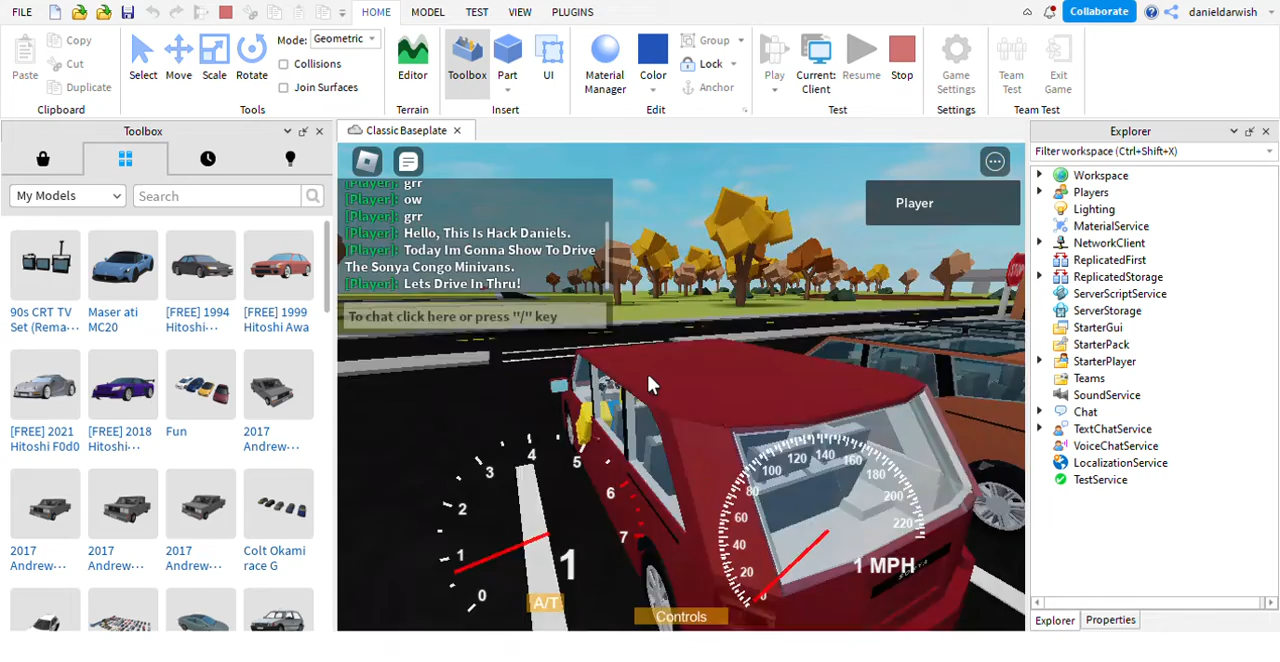 FILE HOME MODEL TEST VIEW PLUGINS Collaborate danieldarwish
Paste Copy Cut Duplicate Clipboard
Select Move Scale Rotate Mode: Geometric Collisions Join Surfaces Tools
Editor Terrain
Toolbox Part UI Insert
Material Manager Color Group Lock Anchor Edit
Play Current: Client Resume Stop Test
Game Settings Settings
Team Test Exit Game Team Test
Toolbox
My Models Search
90s CRT TV Set (Rema···
Maser ati MC20
[FREE] 1994 Hitoshi···
[FREE] 1999 Hitoshi Awa
[FREE] 2021 Hitoshi F0d0
[FREE] 2018 Hitoshi···
Fun
2017 Andrew···
2017 Andrew···
2017 Andrew···
2017 Andrew···
Colt Okami race G
Classic Baseplate
[Player]: grr
[Player]: ow
[Player]: grr
[Player]: Hello, This Is Hack Daniels.
[Player]: Today Im Gonna Show To Drive
The Sonya Congo Minivans.
[Player]: Lets Drive In Thru!
To chat click here or press "/" key
Player
0 1 2 3 4 5 6 7
1
A/T
0 20 40 60 80 100 120 140 160 180 200 220
1 MPH
Controls
Explorer
Filter workspace (Ctrl+Shift+X)
Workspace
Players
Lighting
MaterialService
NetworkClient
ReplicatedFirst
ReplicatedStorage
ServerScriptService
ServerStorage
StarterGui
StarterPack
StarterPlayer
Teams
SoundService
Chat
TextChatService
VoiceChatService
LocalizationService
TestService
Explorer Properties